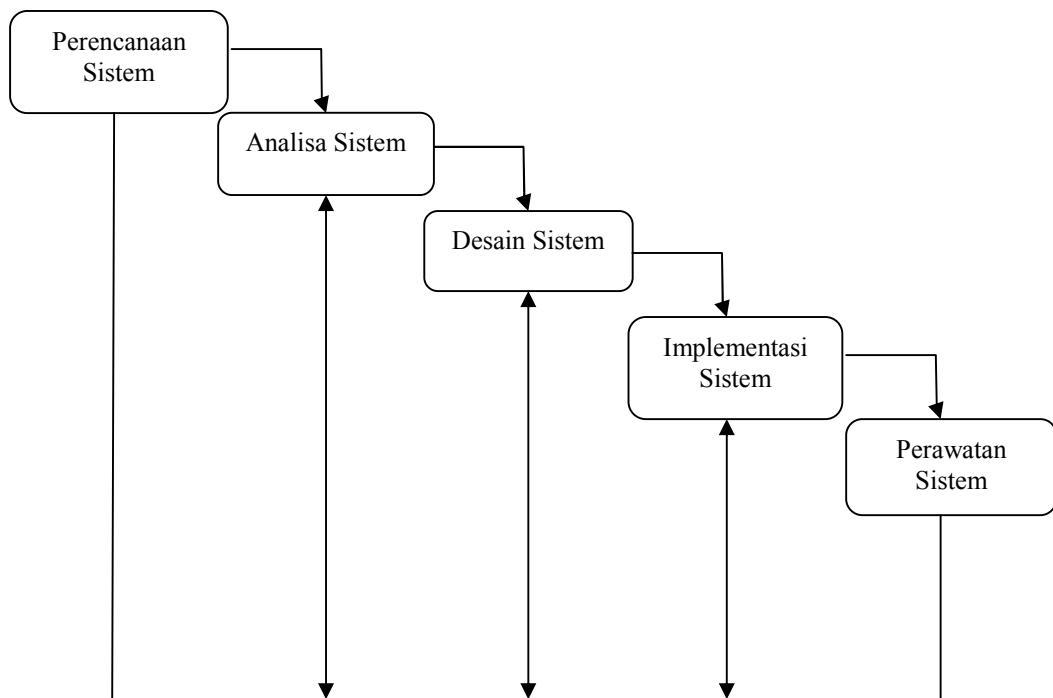 Perencanaan
Sistem
Analisa Sistem
Desain Sistem
Implementasi
Sistem
Perawatan
Sistem